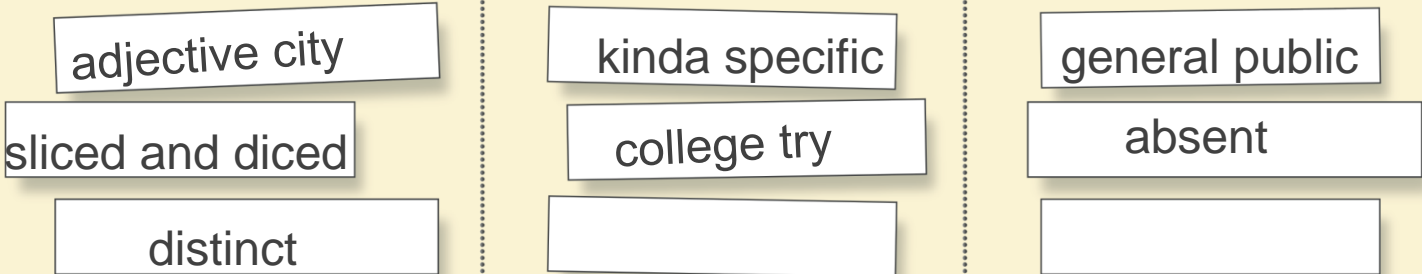 adjective city
sliced and diced
distinct
kinda specific
college try
general public
absent